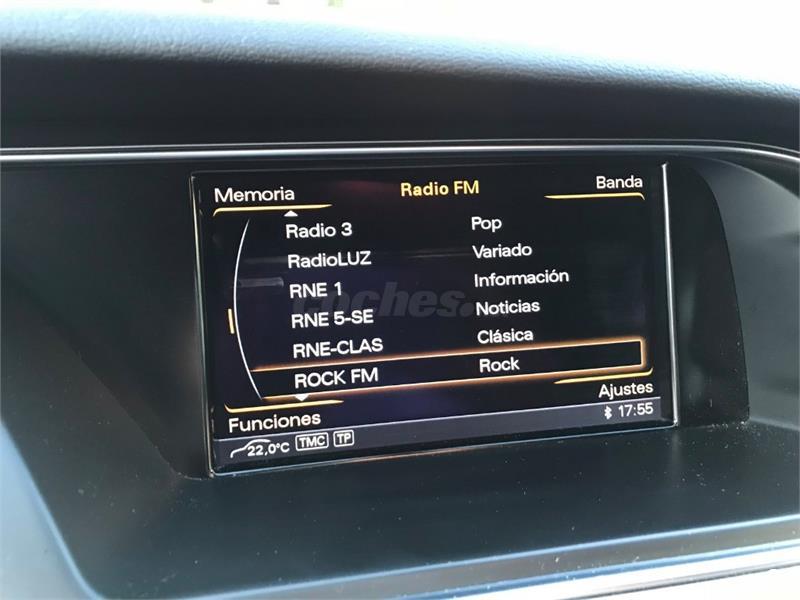 Memoria Radio FM Banda
Radio 3 Pop
RadioLUZ Variado
RNE 1 Información
RNE 5-SE Noticias
RNE-CLAS Clásica
ROCK FM Rock
Funciones Ajustes
22,0°C TMC TP 17:55
coches.